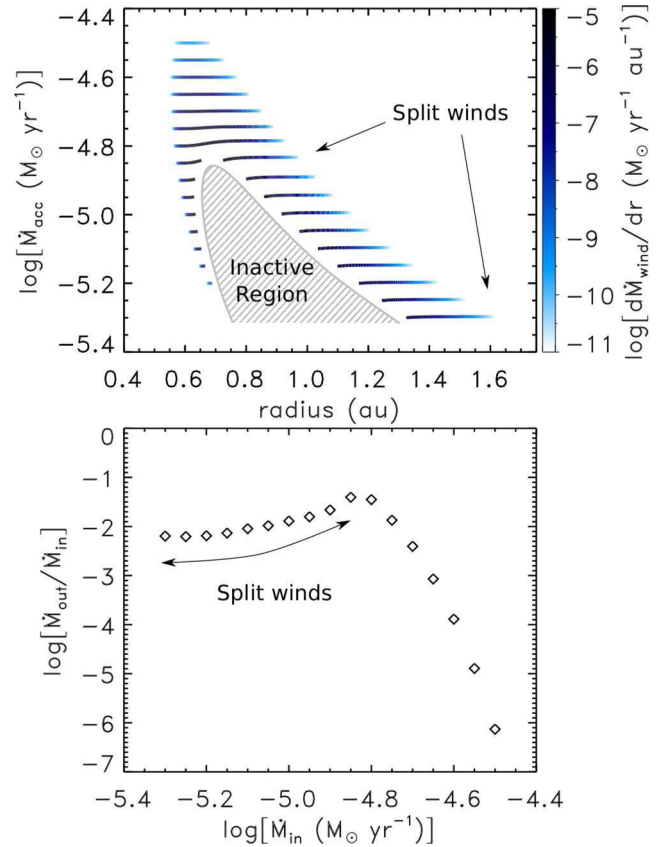 log[Ṁacc (M⊙ yr−1)]
−4.4
−4.6
−4.8
−5.0
−5.2
−5.4
Split winds
Inactive
Region
0.4 0.6 0.8 1.0 1.2 1.4 1.6
radius (au)
−5
−6
−7
−8
−9
−10
−11
log[dṀwind/dr (M⊙ yr−1 au−1)]
log[Ṁout/Ṁin]
0
−1
−2
−3
−4
−5
−6
−7
Split winds
−5.4 −5.2 −5.0 −4.8 −4.6 −4.4
log[Ṁin (M⊙ yr−1)]